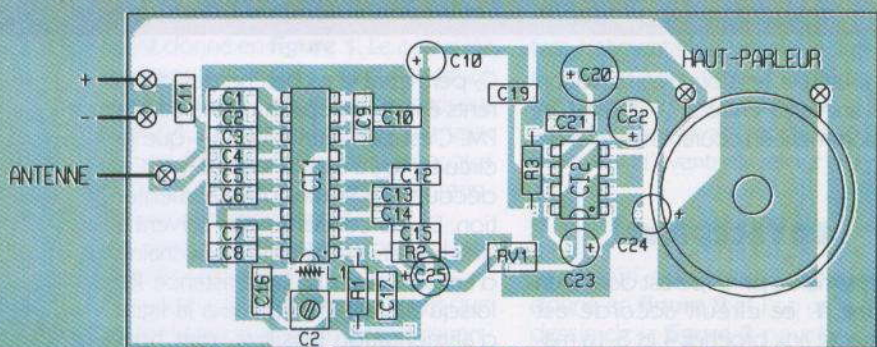 C10
C20
HAUT-PARLEUR
+
-
ANTENNE
C11
C1
C2
C3
C4
C5
C6
C7
C8
CI1
C9
C10
C12
C13
C14
C15
R2
C19
C21
C22
R3
CI2
C24
C23
RV1
C25
C16
L1
R1
C17
C2
+
+
+
+
+
+